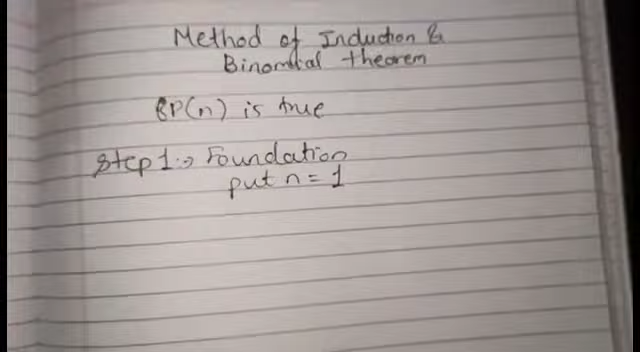 Method of Induction &
Binomial theorem
P(n) is true
Step 1:→ Foundation
put n = 1